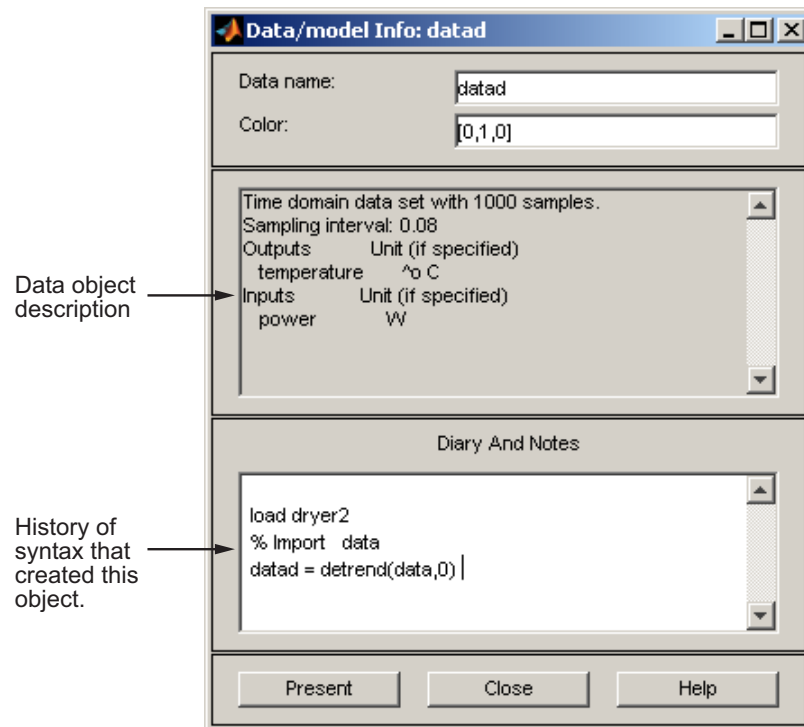 Data/model Info: datad
Data name:
datad
Color:
[0,1,0]
Time domain data set with 1000 samples.
Sampling interval: 0.08
Outputs Unit (if specified)
temperature ^o C
Inputs Unit (if specified)
power W
Data object
description
Diary And Notes
load dryer2
% Import data
datad = detrend(data,0)
History of
syntax that
created this
object.
Present Close Help